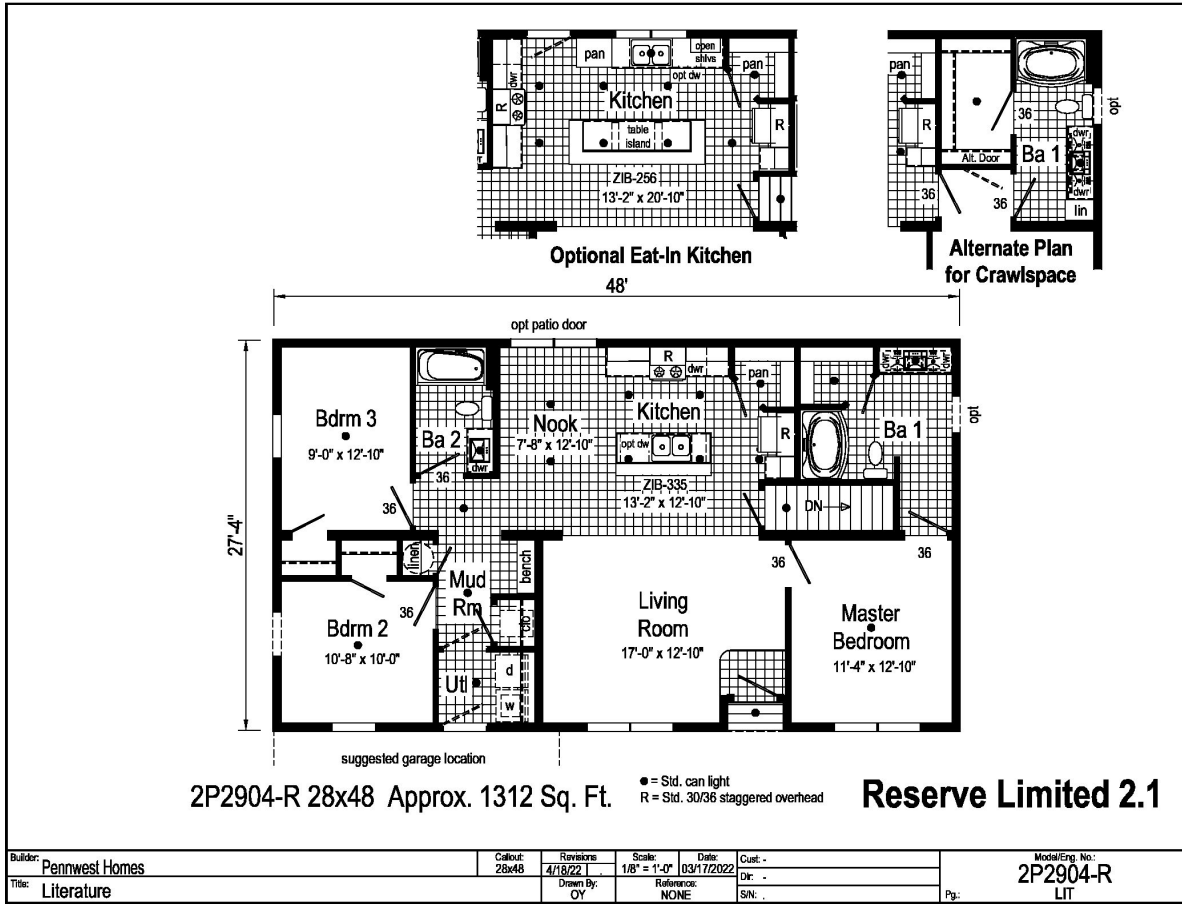 pan
open
shlvs
opt dw
pan
dwr
R
Kitchen
table
island
R
ZIB-256
13'-2" x 20'-10"
Optional Eat-In Kitchen
pan
R
36
opt
Ba 1
dwr
dwr
Alt. Door
36
36
lin
Alternate Plan
for Crawlspace
48'
opt patio door
27'-4"
Bdrm 3
9'-0" x 12'-10"
Ba 2
dwr
36
36
Nook
7'-8" x 12'-10"
R
dwr
Kitchen
opt dw
ZIB-335
13'-2" x 12'-10"
pan
R
dwr
dwr
Ba 1
opt
DN
36
36
linen
36
Mud
Rm
bench
clo
Bdrm 2
10'-8" x 10'-0"
Utl
d
w
Living
Room
17'-0" x 12'-10"
Master
Bedroom
11'-4" x 12'-10"
suggested garage location
2P2904-R 28x48 Approx. 1312 Sq. Ft.
● = Std. can light
R = Std. 30/36 staggered overhead
Reserve Limited 2.1
Builder: Pennwest Homes
Title: Literature
Callout: 28x48
Revisions 4/18/22
Scale: 1/8" = 1'-0"
Date: 03/17/2022
Drawn By: OY
Reference: NONE
Cust: -
Dir: -
S/N: .
Model/Eng. No.: 2P2904-R
Pg.: LIT